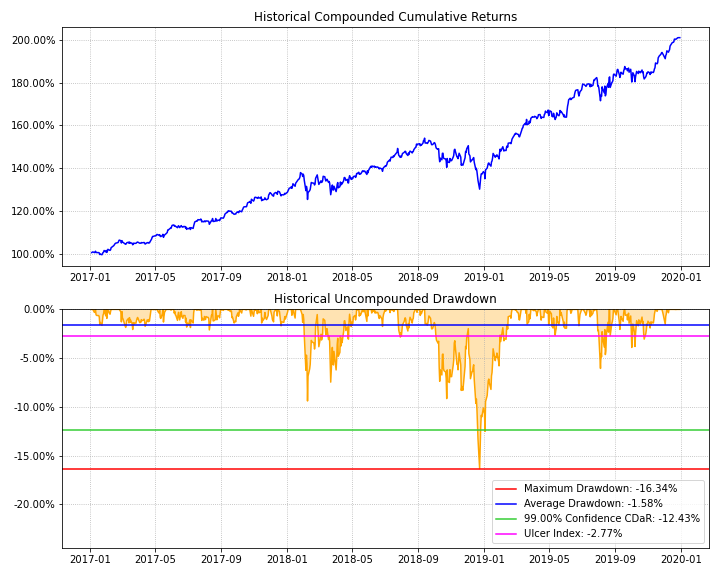 Historical Compounded Cumulative Returns
200.00%
180.00%
160.00%
140.00%
120.00%
100.00%
2017-01 2017-05 2017-09 2018-01 2018-05 2018-09 2019-01 2019-05 2019-09 2020-01
Historical Uncompounded Drawdown
0.00%
-5.00%
-10.00%
-15.00%
-20.00%
Maximum Drawdown: -16.34%
Average Drawdown: -1.58%
99.00% Confidence CDaR: -12.43%
Ulcer Index: -2.77%
2017-01 2017-05 2017-09 2018-01 2018-05 2018-09 2019-01 2019-05 2019-09 2020-01